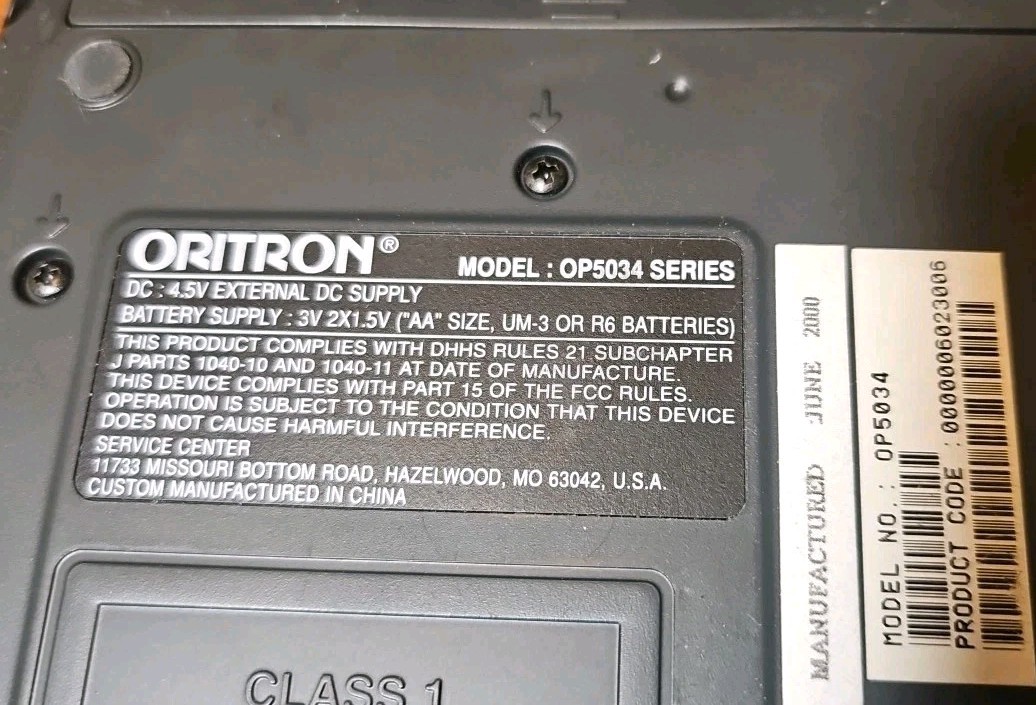 ORITRON®
MODEL : OP5034 SERIES
DC : 4.5V EXTERNAL DC SUPPLY
BATTERY SUPPLY : 3V 2X1.5V ("AA" SIZE, UM-3 OR R6 BATTERIES)
THIS PRODUCT COMPLIES WITH DHHS RULES 21 SUBCHAPTER
J PARTS 1040-10 AND 1040-11 AT DATE OF MANUFACTURE.
THIS DEVICE COMPLIES WITH PART 15 OF THE FCC RULES.
OPERATION IS SUBJECT TO THE CONDITION THAT THIS DEVICE
DOES NOT CAUSE HARMFUL INTERFERENCE.
SERVICE CENTER
11733 MISSOURI BOTTOM ROAD, HAZELWOOD, MO 63042, U.S.A.
CUSTOM MANUFACTURED IN CHINA
CLASS 1
MANUFACTURED :JUNE 2000
MODEL NO. : OP5034
PRODUCT CODE : 0000006023006